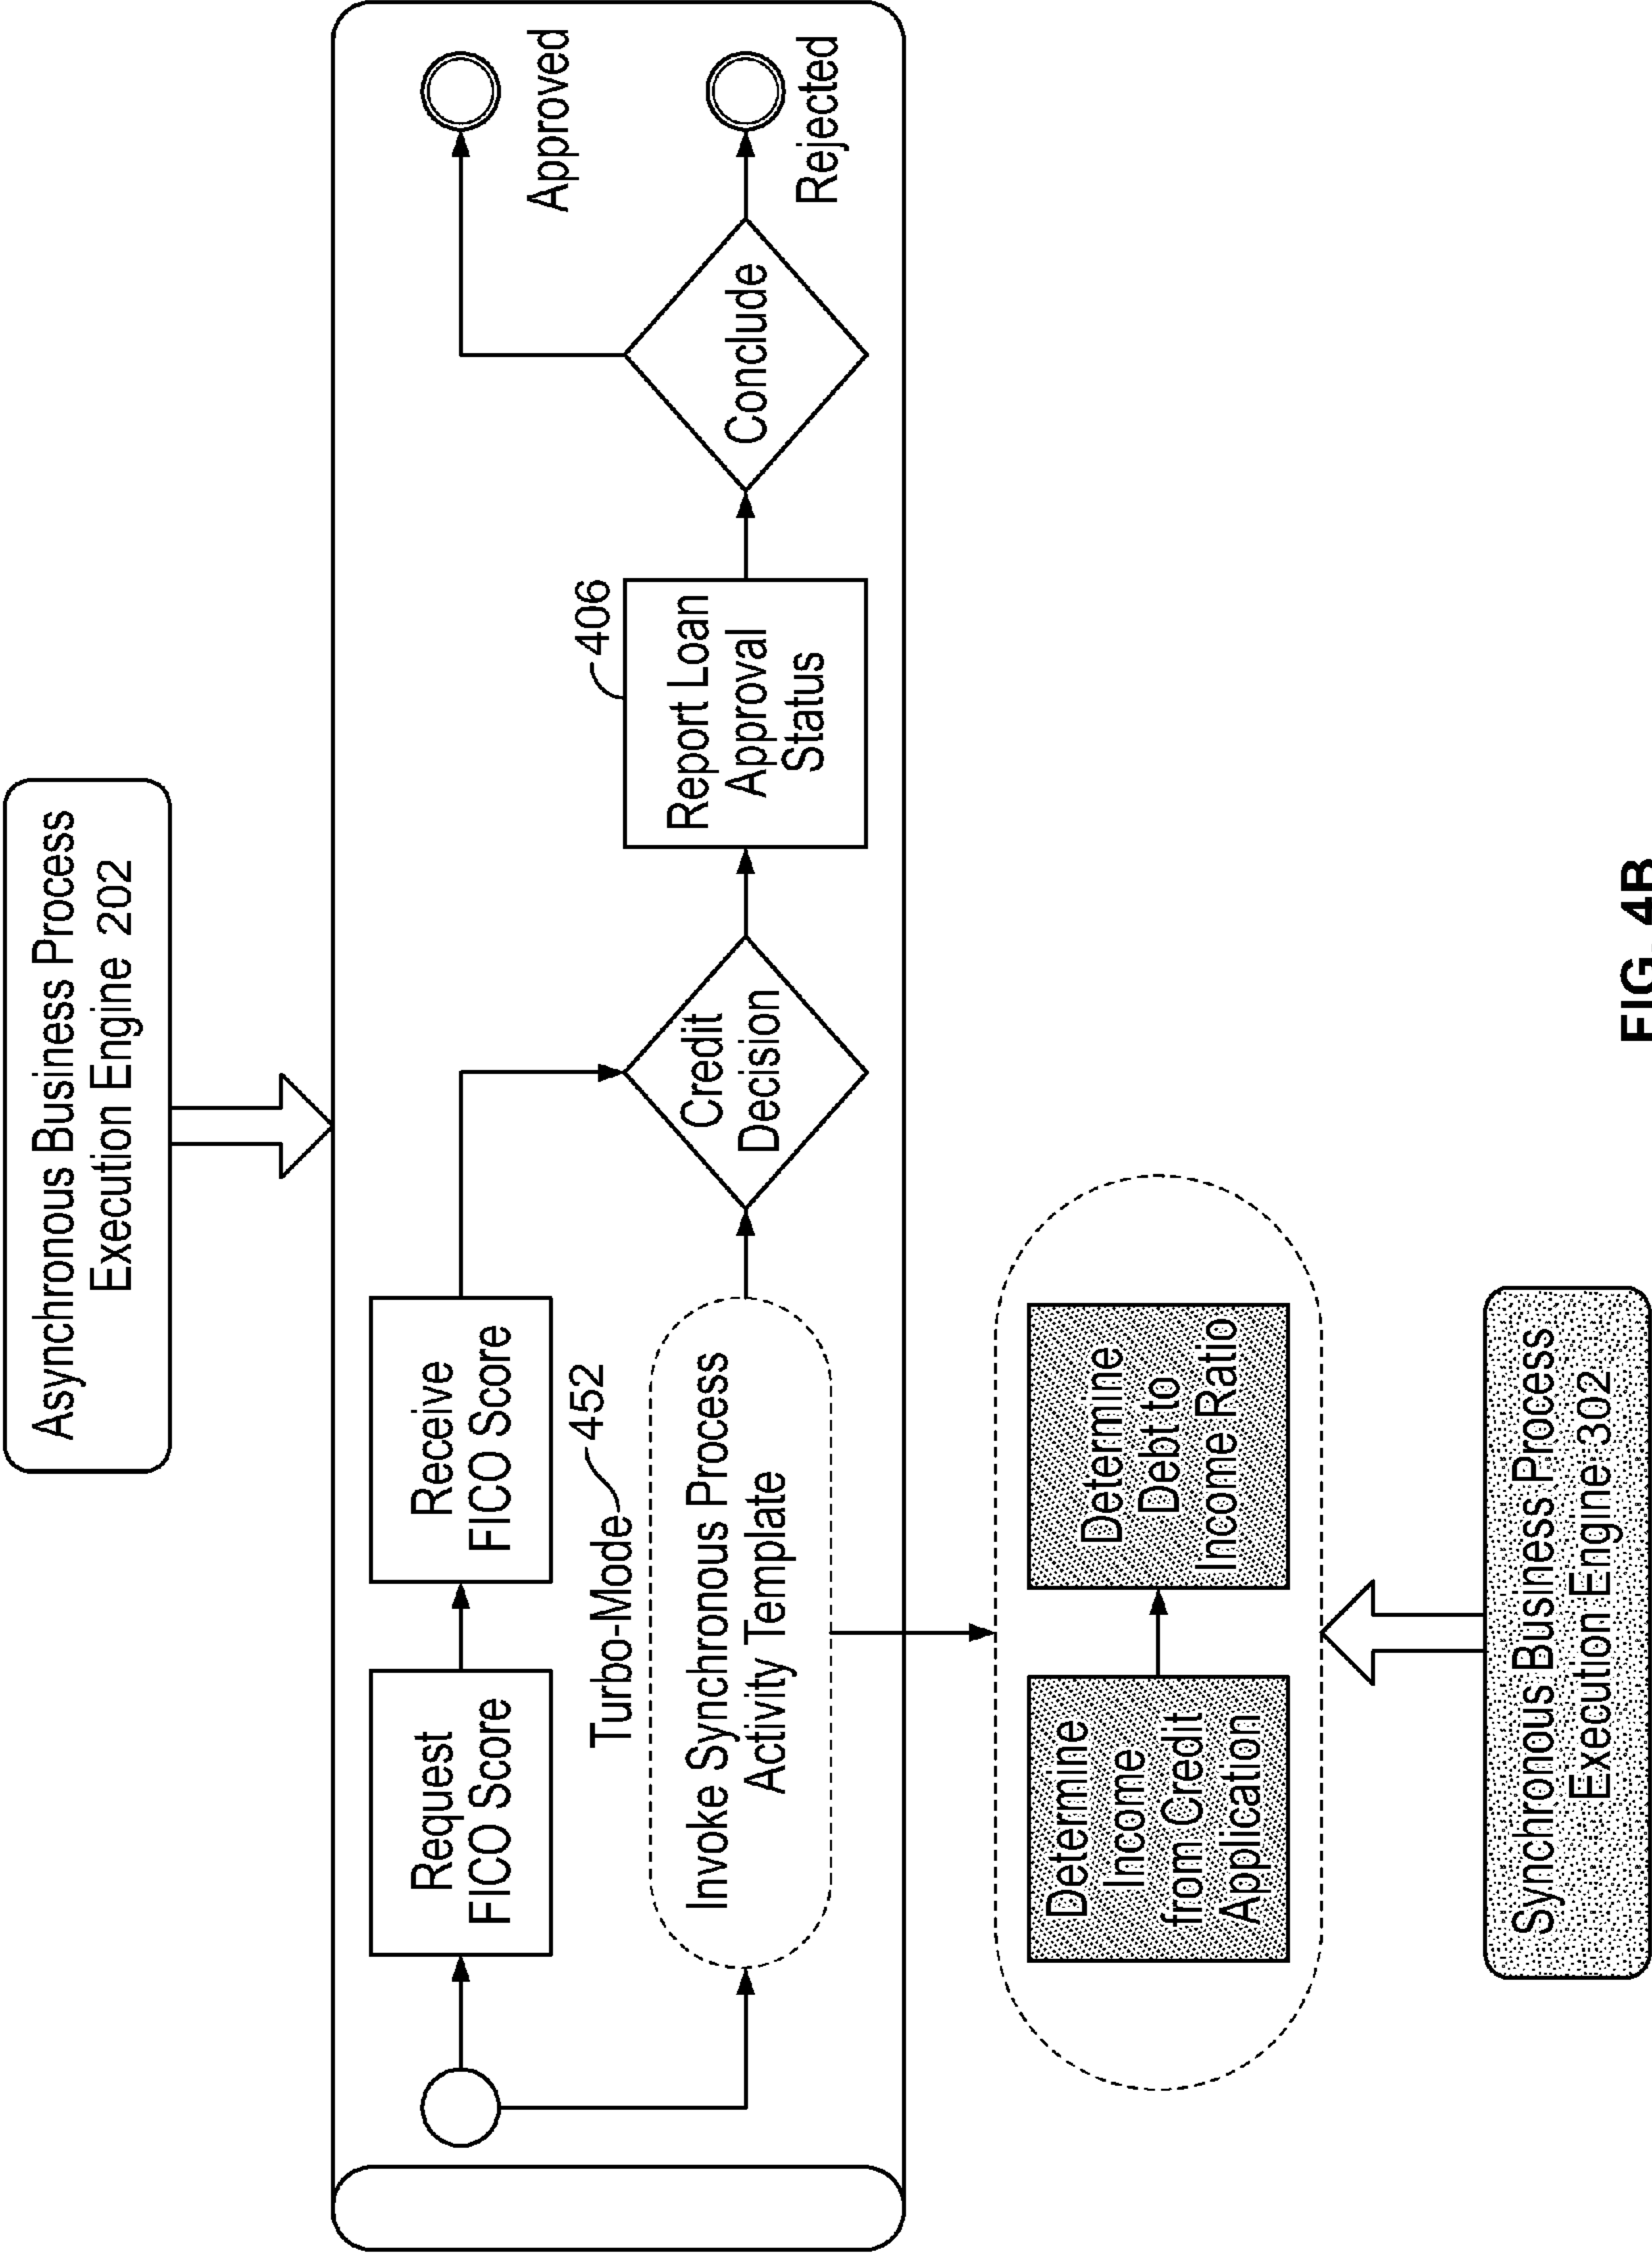 Asynchronous Business Process
Execution Engine 202
Request
FICO Score
Receive
FICO Score
Turbo-Mode
452
Invoke Synchronous Process
Activity Template
Credit
Decision
406
Report Loan
Approval
Status
Conclude
Approved
Rejected
Determine
Income
from Credit
Application
Determine
Debt to
Income Ratio
Synchronous Business Process
Execution Engine 302
FIG. 4B